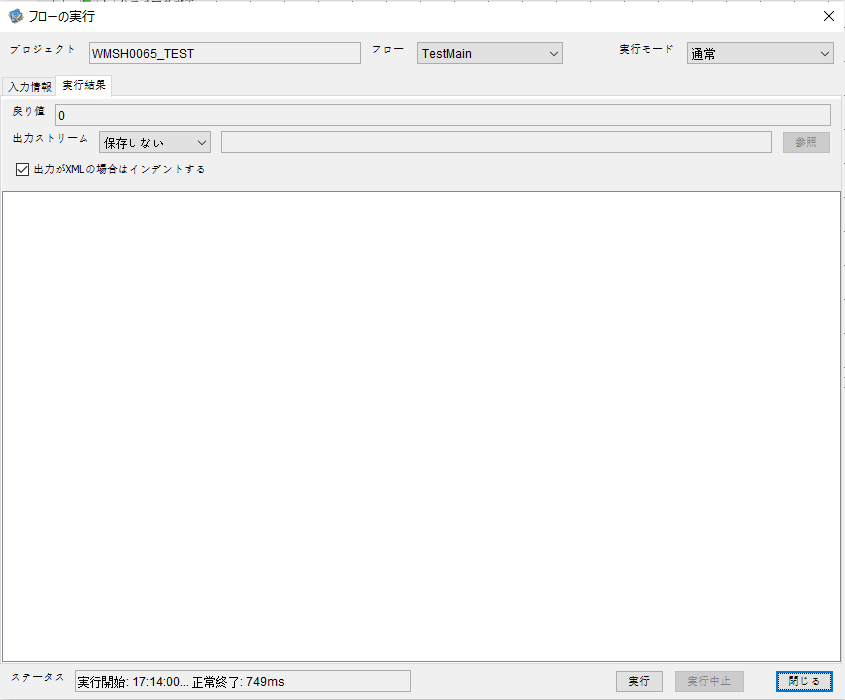 フローの実行
プロジェクト WMSH0065_TEST フロー TestMain 実行モード 通常
入力情報 実行結果
戻り値 0
出力ストリーム 保存しない 参照
出力がXMLの場合はインデントする
ステータス 実行開始: 17:14:00... 正常終了: 749ms 実行 実行中止 閉じる